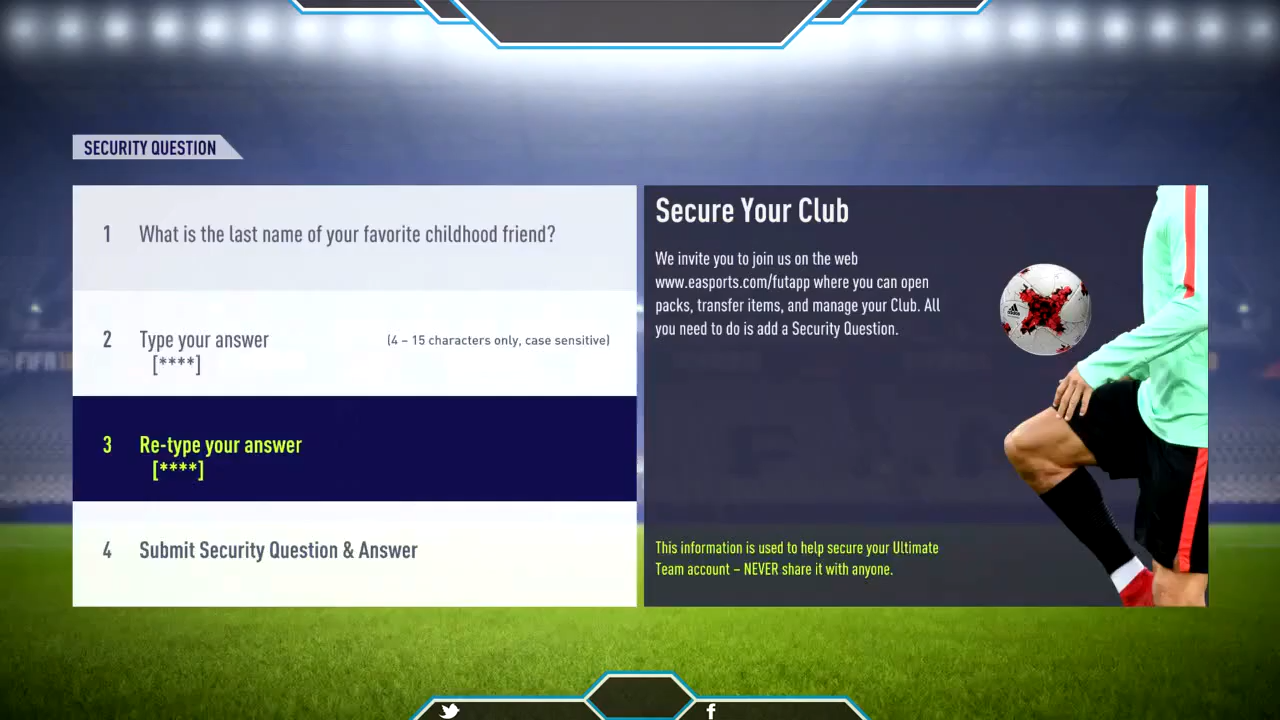 SECURITY QUESTION
1 What is the last name of your favorite childhood friend?
2 Type your answer (4 – 15 characters only, case sensitive)
[****]
3 Re-type your answer
[****]
4 Submit Security Question & Answer
Secure Your Club
We invite you to join us on the web
www.easports.com/futapp where you can open
packs, transfer items, and manage your Club. All
you need to do is add a Security Question.
This information is used to help secure your Ultimate
Team account – NEVER share it with anyone.